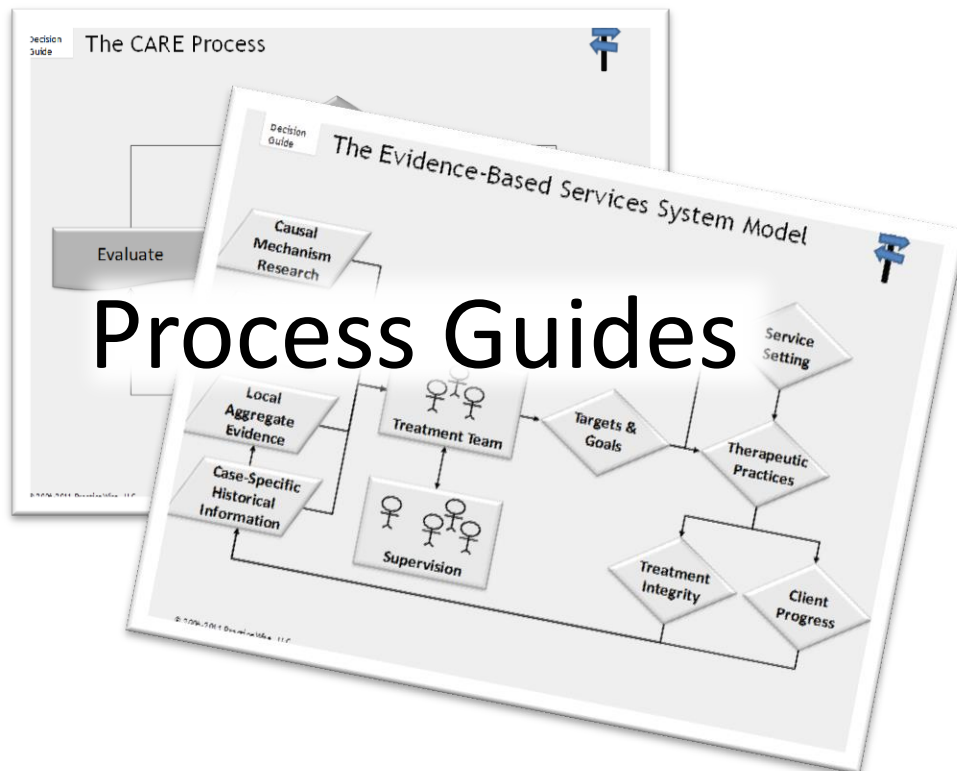 Decision
Guide
The CARE Process
Evaluate
Decision
Guide
The Evidence-Based Services System Model
Causal
Mechanism
Research
Process Guides
Service
Setting
Local
Aggregate
Evidence
Treatment Team
Targets &
Goals
Therapeutic
Practices
Case-Specific
Historical
Information
Supervision
Treatment
Integrity
Client
Progress